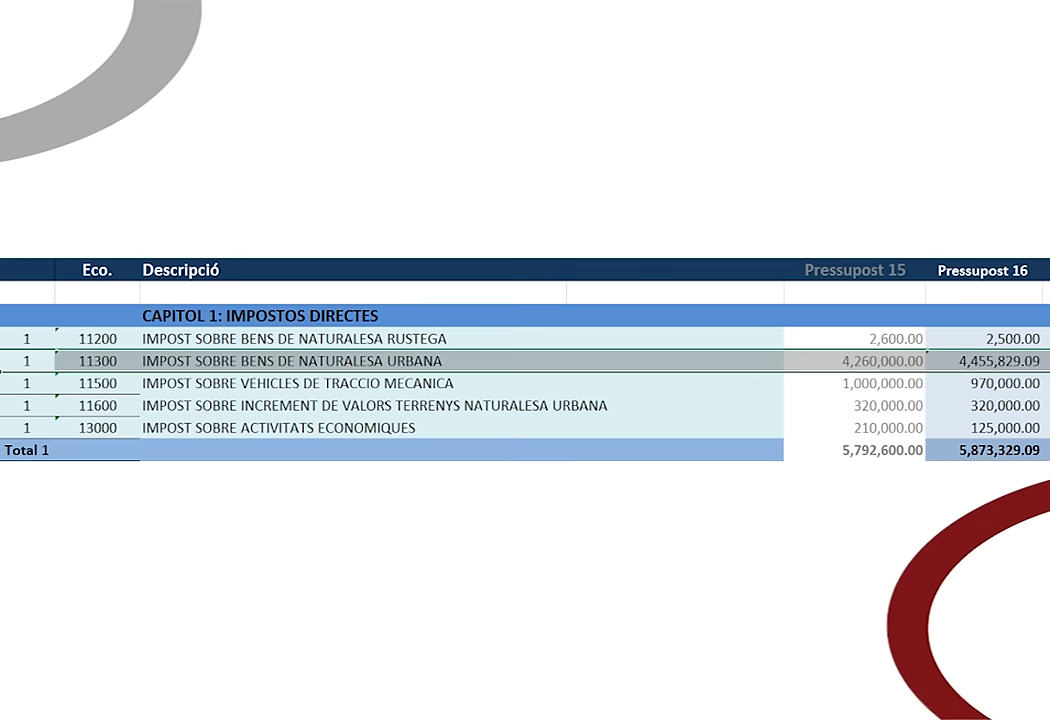 Eco. Descripció Pressupost 15 Pressupost 16
CAPITOL 1: IMPOSTOS DIRECTES
1 11200 IMPOST SOBRE BENS DE NATURALESA RUSTEGA 2,600.00 2,500.00
1 11300 IMPOST SOBRE BENS DE NATURALESA URBANA 4,260,000.00 4,455,829.09
1 11500 IMPOST SOBRE VEHICLES DE TRACCIO MECANICA 1,000,000.00 970,000.00
1 11600 IMPOST SOBRE INCREMENT DE VALORS TERRENYS NATURALESA URBANA 320,000.00 320,000.00
1 13000 IMPOST SOBRE ACTIVITATS ECONOMIQUES 210,000.00 125,000.00
Total 1 5,792,600.00 5,873,329.09